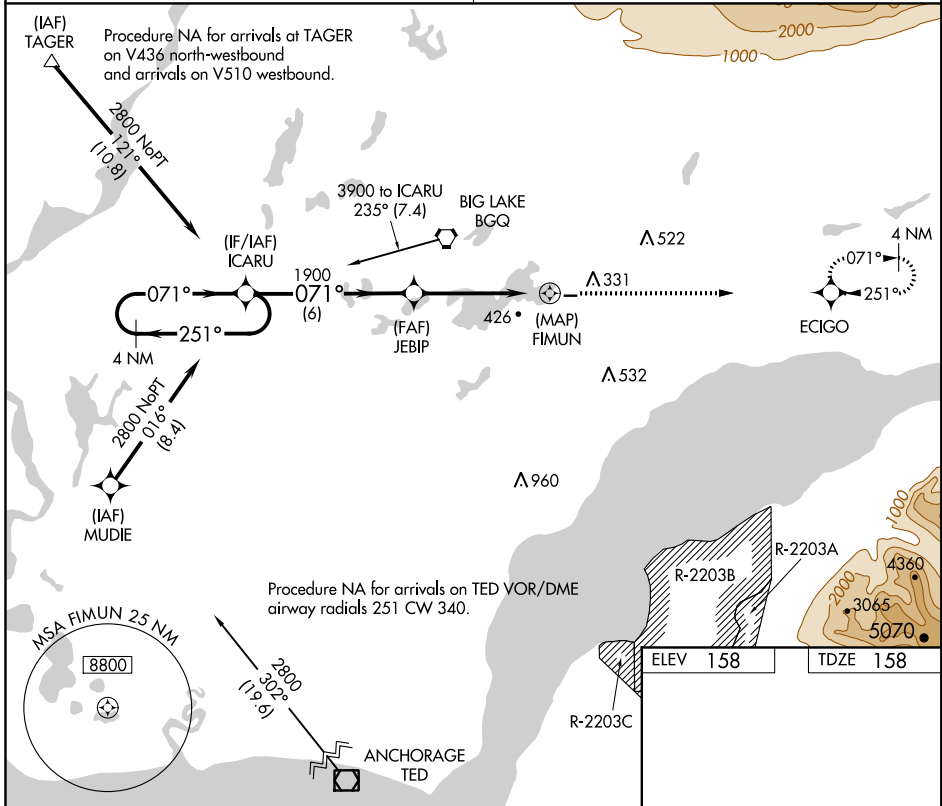 (IAF)
TAGER
Procedure NA for arrivals at TAGER
on V436 north-westbound
and arrivals on V510 westbound.
2000
1000
2800 NoPT
121°
(10.8)
3900 to ICARU
235° (7.4)
BIG LAKE
BGQ
522
4 NM
071°
251°
ECIGO
(IF/IAF)
ICARU
1900
071°
(6)
071°
251°
4 NM
(FAF)
JEBIP
331
426
(MAP)
FIMUN
532
2800 NoPT
016°
(8.4)
(IAF)
MUDIE
960
1000
R-2203A
R-2203B
4360
2000
3065
5070
Procedure NA for arrivals on TED VOR/DME
airway radials 251 CW 340.
MSA FIMUN 25 NM
8800
2800
302°
(19.6)
R-2203C
ELEV 158
TDZE 158
ANCHORAGE
TED